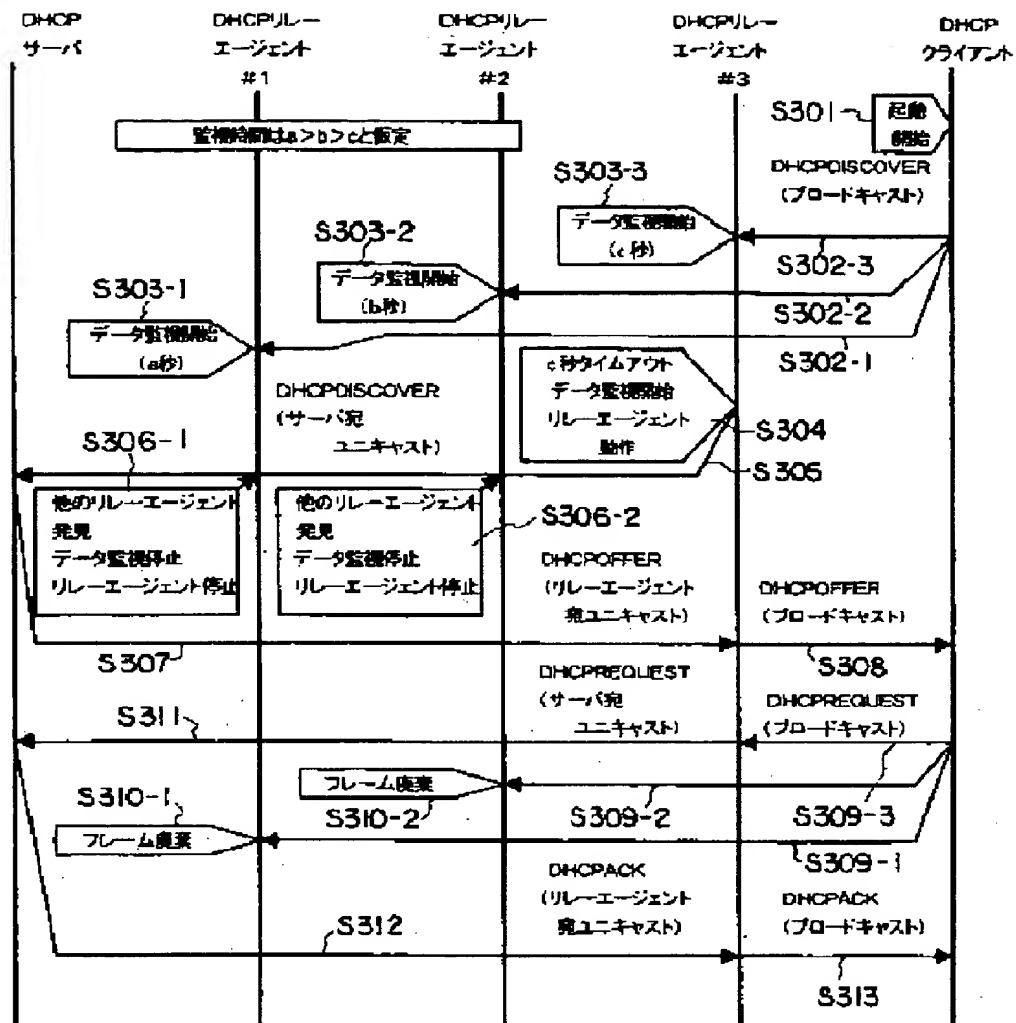 DHCP
サーバ
DHCPリレー
エージェント
#1
DHCPリレー
エージェント
#2
DHCPリレー
エージェント
#3
DHCP
クライアント
監視時間はa>b>cと仮定
S301
起動
開始
DHCPDISCOVER
(ブロードキャスト)
S303-3
データ監視開始
(c秒)
S302-3
S303-2
データ監視開始
(b秒)
S302-2
S303-1
データ監視開始
(a秒)
S302-1
c秒タイムアウト
データ監視開始
リレーエージェント
動作
S304
S305
DHCPDISCOVER
(サーバ宛
ユニキャスト)
S306-1
他のリレーエージェント
発見
データ監視停止
リレーエージェント停止
他のリレーエージェント
発見
データ監視停止
リレーエージェント停止
S306-2
DHCPOFFER
(リレーエージェント
宛ユニキャスト)
DHCPOFFER
(ブロードキャスト)
S307
S308
DHCPREQUEST
(サーバ宛
ユニキャスト)
DHCPREQUEST
(ブロードキャスト)
S311
フレーム廃棄
S310-2
S309-2
S309-3
S310-1
フレーム廃棄
S309-1
DHCPACK
(リレーエージェント
宛ユニキャスト)
DHCPACK
(ブロードキャスト)
S312
S313